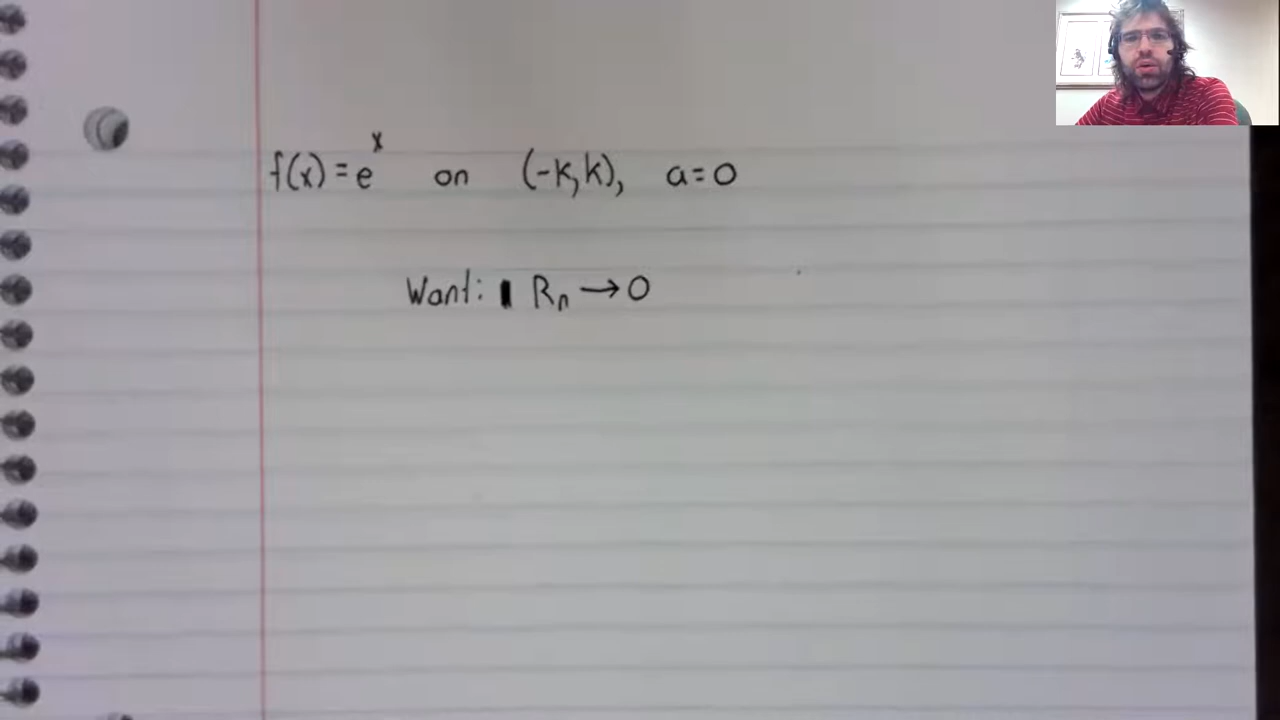 f(x) = e^x on (-k,k), a=0
Want: R_n → 0